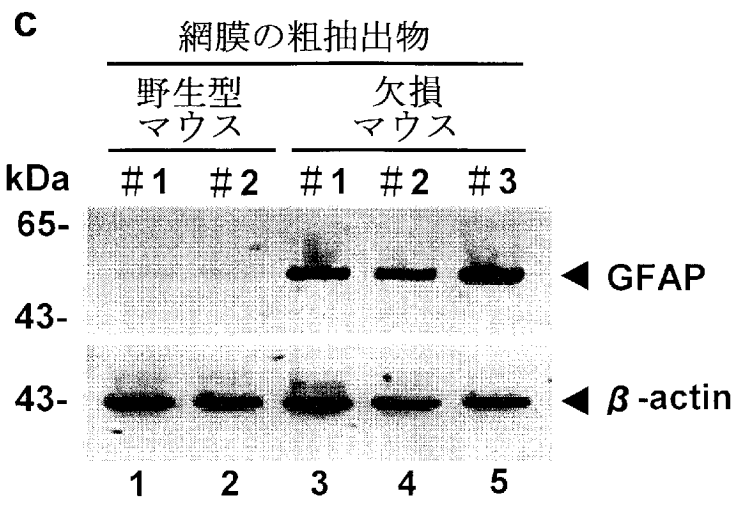 C
網膜の粗抽出物
野生型 欠損
マウス マウス
kDa #1 #2 #1 #2 #3
65-
◀ GFAP
43-
43- ◀ β-actin
1 2 3 4 5